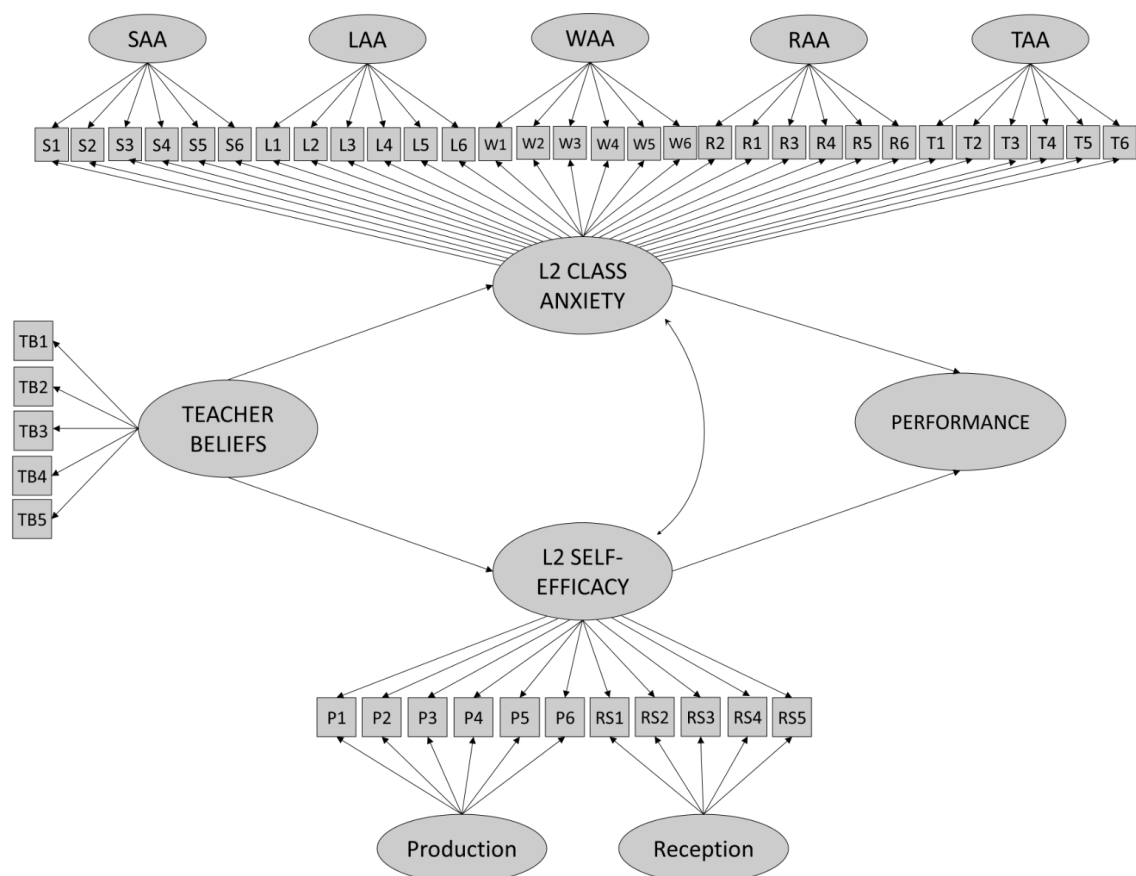 SAA
LAA
WAA
RAA
TAA
S1
S2
S3
S4
S5
S6
L1
L2
L3
L4
L5
L6
W1
W2
W3
W4
W5
W6
R2
R1
R3
R4
R5
R6
T1
T2
T3
T4
T5
T6
L2 CLASS
ANXIETY
TB1
TB2
TB3
TB4
TB5
TEACHER
BELIEFS
PERFORMANCE
L2 SELF-
EFFICACY
P1
P2
P3
P4
P5
P6
RS1
RS2
RS3
RS4
RS5
Production
Reception